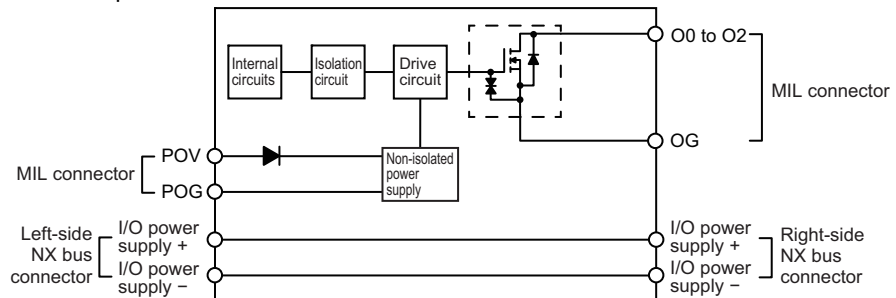 Internal
circuits
Isolation
circuit
Drive
circuit
O0 to O2
MIL connector
OG
MIL connector
POV
POG
Non-isolated
power
supply
Left-side
NX bus
connector
I/O power
supply +
I/O power
supply −
I/O power
supply +
I/O power
supply −
Right-side
NX bus
connector